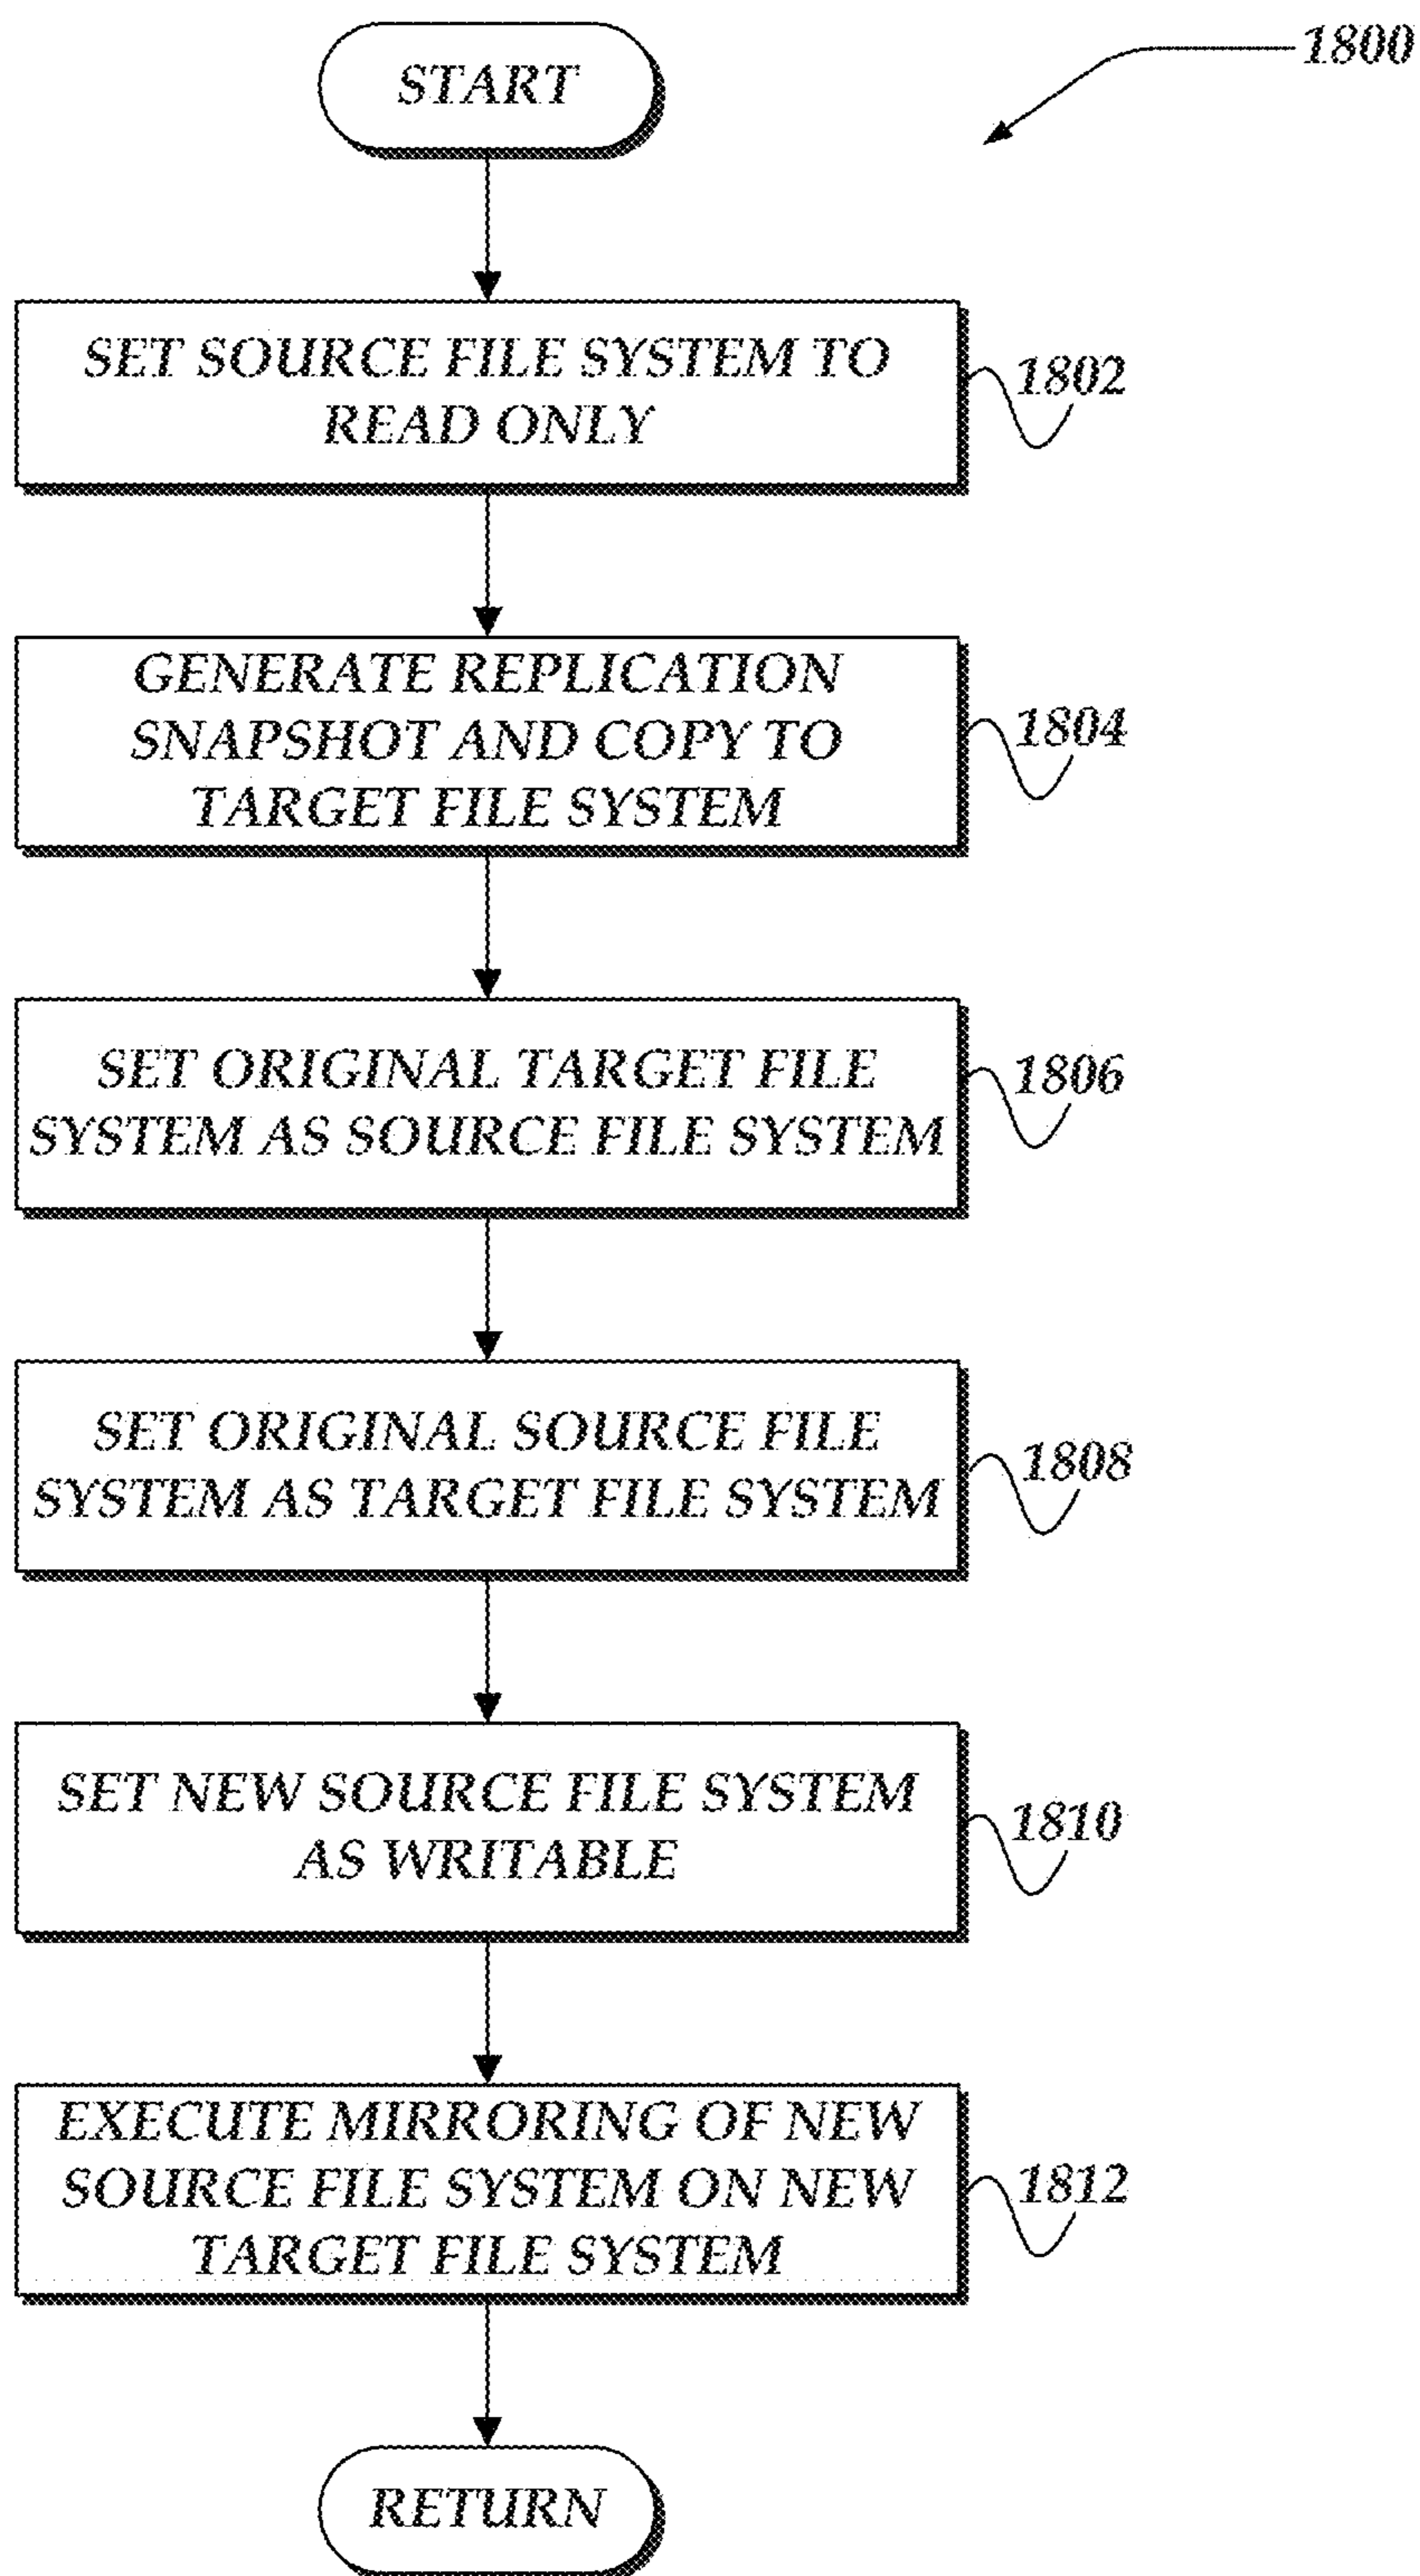 START
1800
SET SOURCE FILE SYSTEM TO
READ ONLY
1802
GENERATE REPLICATION
SNAPSHOT AND COPY TO
TARGET FILE SYSTEM
1804
SET ORIGINAL TARGET FILE
SYSTEM AS SOURCE FILE SYSTEM
1806
SET ORIGINAL SOURCE FILE
SYSTEM AS TARGET FILE SYSTEM
1808
SET NEW SOURCE FILE SYSTEM
AS WRITABLE
1810
EXECUTE MIRRORING OF NEW
SOURCE FILE SYSTEM ON NEW
TARGET FILE SYSTEM
1812
RETURN